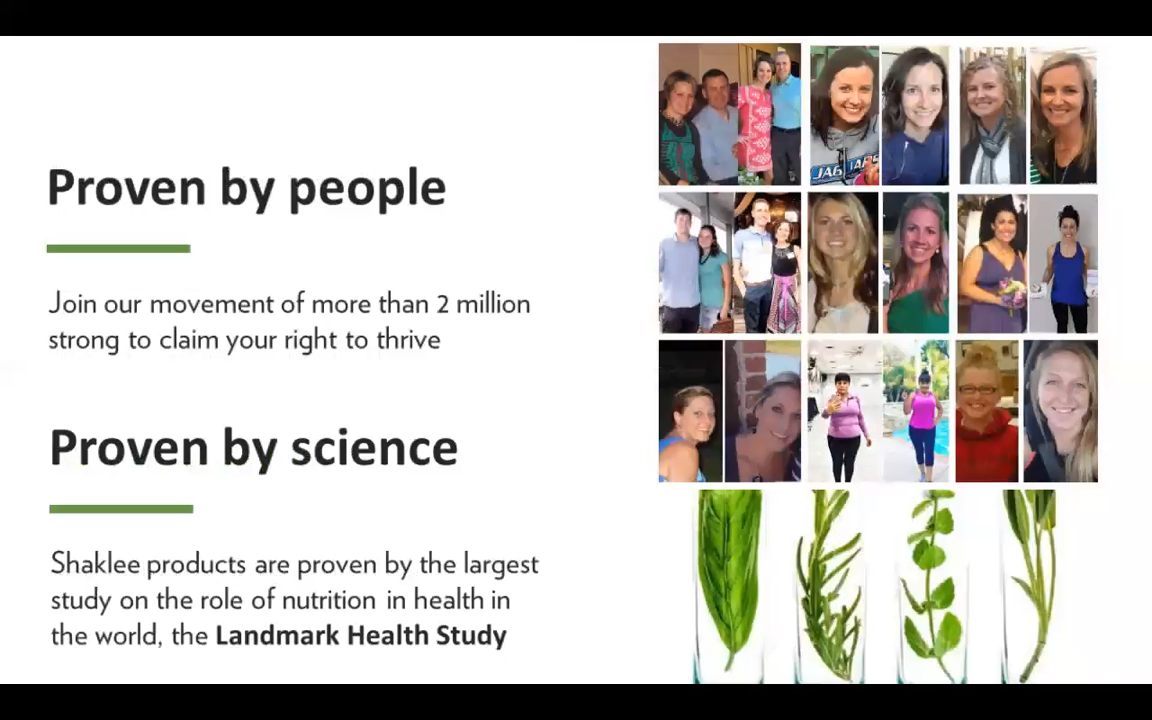 Proven by people
Join our movement of more than 2 million
strong to claim your right to thrive
Proven by science
Shaklee products are proven by the largest
study on the role of nutrition in health in
the world, the Landmark Health Study
JAGUARS